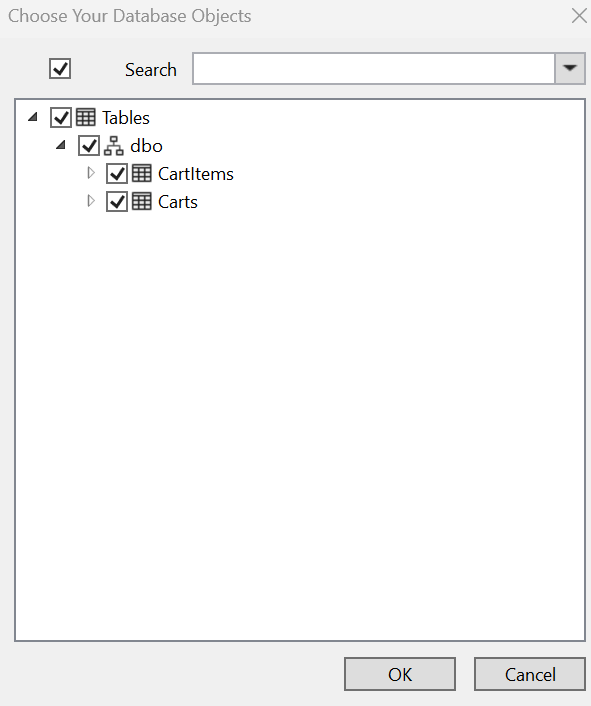 Choose Your Database Objects
Search
Tables
dbo
CartItems
Carts
OK Cancel